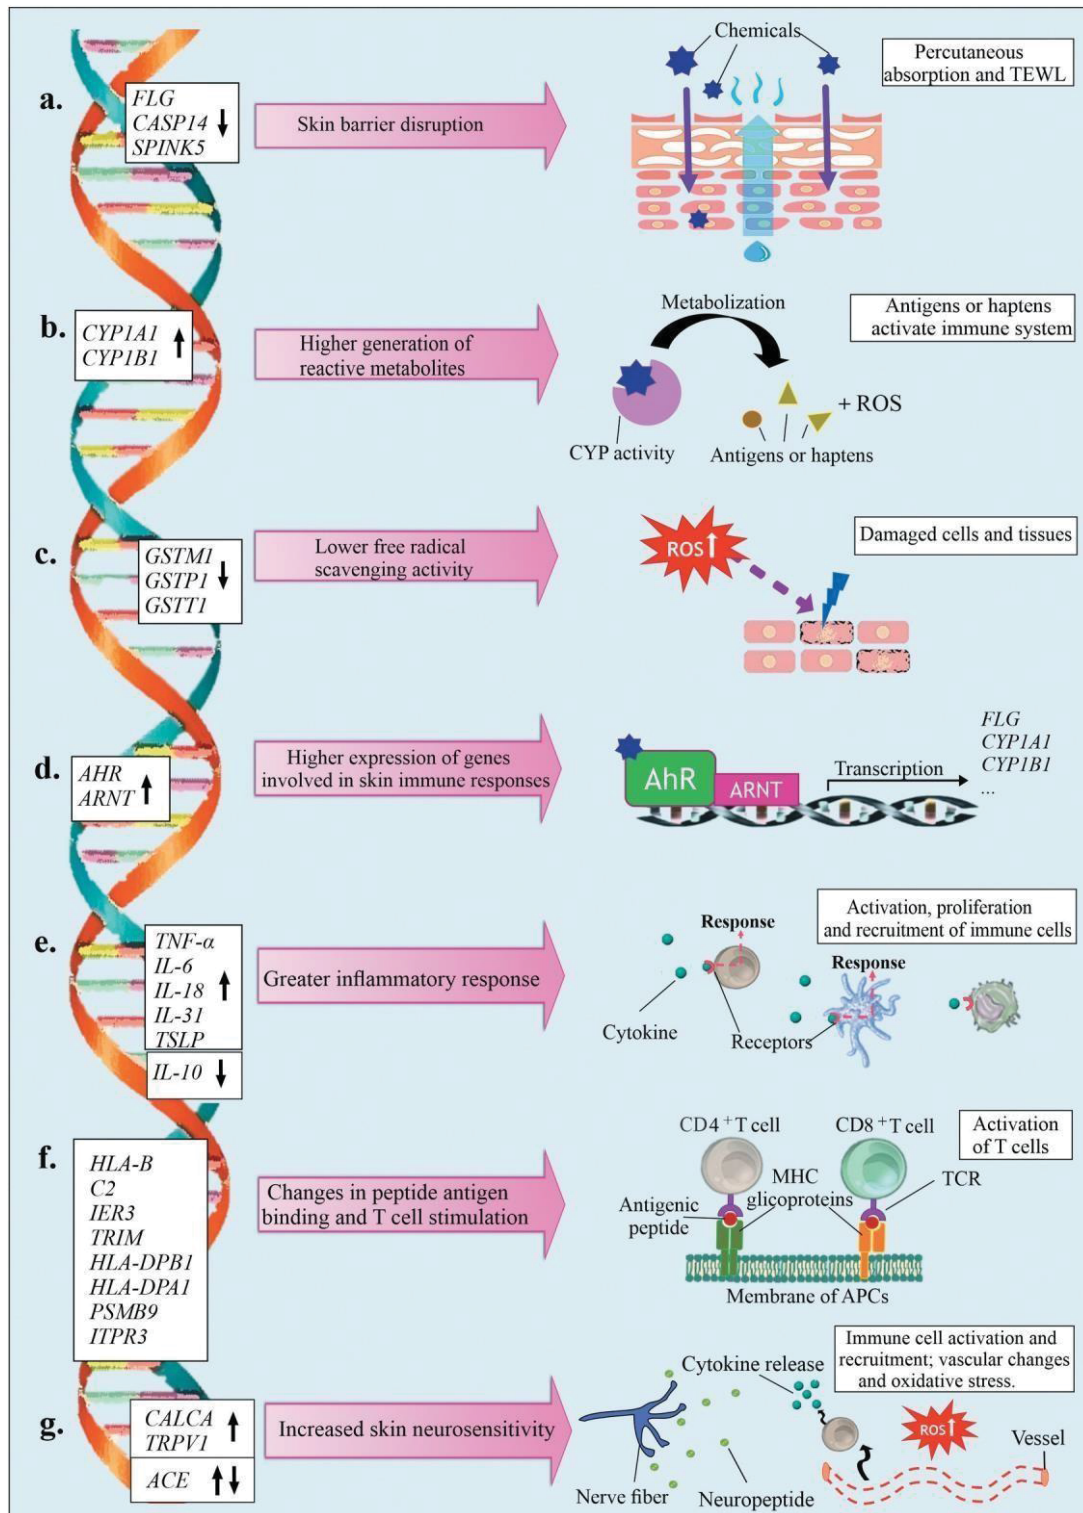 a.
FLG
CASP14 ↓
SPINK5
Skin barrier disruption
Chemicals
Percutaneous
absorption and TEWL
b.
CYP1A1 ↑
CYP1B1
Higher generation of
reactive metabolites
Metabolization
CYP activity
+ ROS
Antigens or haptens
Antigens or haptens
activate immune system
c.
GSTM1
GSTP1 ↓
GSTT1
Lower free radical
scavenging activity
ROS ↑
Damaged cells and tissues
d.
AHR
ARNT ↑
Higher expression of genes
involved in skin immune responses
AhR
ARNT
Transcription
FLG
CYP1A1
CYP1B1
...
e.
TNF-α
IL-6
IL-18 ↑
IL-31
TSLP
IL-10 ↓
Greater inflammatory response
Activation, proliferation
and recruitment of immune cells
Response
Response
Cytokine
Receptors
f.
HLA-B
C2
IER3
TRIM
HLA-DPB1
HLA-DPA1
PSMB9
ITPR3
Changes in peptide antigen
binding and T cell stimulation
CD4+ T cell
CD8+ T cell
Activation
of T cells
Antigenic
peptide
MHC
glycoproteins
TCR
Membrane of APCs
g.
CALCA ↑
TRPV1
ACE ↑↓
Increased skin neurosensitivity
Immune cell activation and
recruitment; vascular changes
and oxidative stress.
Cytokine release
ROS ↑
Vessel
Nerve fiber
Neuropeptide